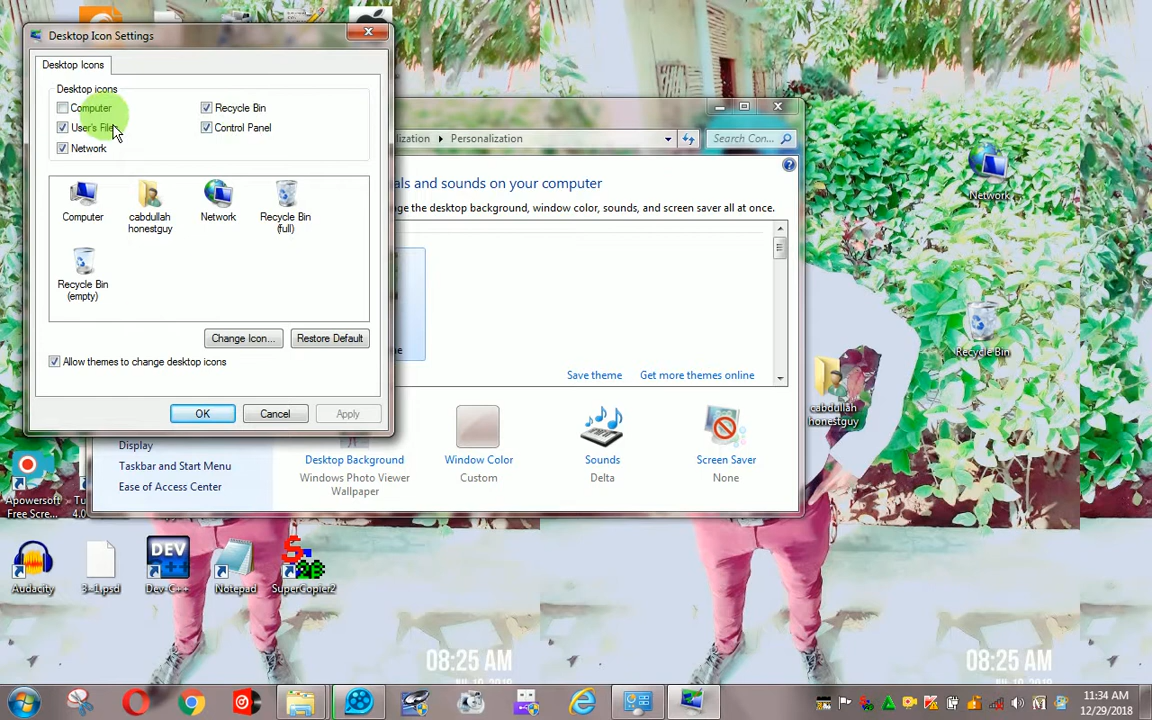 Desktop Icon Settings
Desktop Icons
Desktop icons
Computer
Recycle Bin
User's File
Control Panel
Network
Computer
cabdullah
honestguy
Network
Recycle Bin
(full)
Recycle Bin
(empty)
Change Icon...
Restore Default
Allow themes to change desktop icons
OK
Cancel
Apply
Personalization
Search Con...
als and sounds on your computer
ge the desktop background, window color, sounds, and screen saver all at once.
Save theme
Get more themes online
Display
Taskbar and Start Menu
Ease of Access Center
Desktop Background
Windows Photo Viewer
Wallpaper
Window Color
Custom
Sounds
Delta
Screen Saver
None
Network
Recycle Bin
cabdullah
honestguy
Apowersoft
Free Scre...
Tu
4.0
Audacity
3-1.psd
DEV
Dev-C++
Notepad
SuperCopier2
08:25 AM
08:25 AM
11:34 AM
12/29/2018